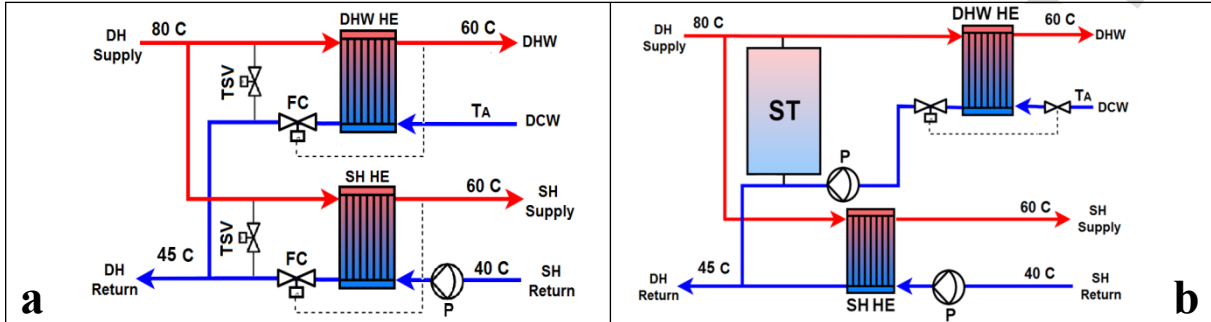 DHW HE
80 C
60 C
DH
Supply
DHW
TSV
FC
TA
DCW
SH HE
60 C
SH
Supply
TSV
45 C
FC
40 C
DH
Return
P
SH
Return
a
DHW HE
80 C
60 C
DH
Supply
DHW
ST
TA
DCW
P
60 C
SH
Supply
45 C
40 C
DH
Return
SH HE
P
SH
Return
b